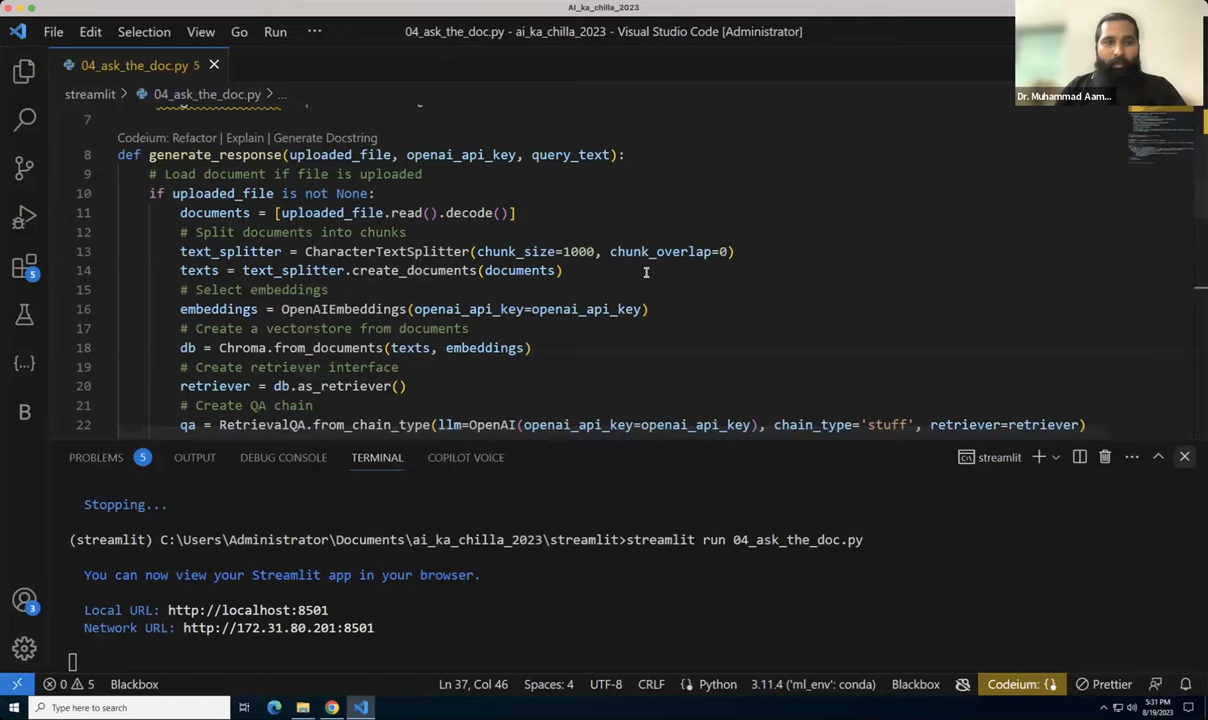 AI_ka_chilla_2023
File Edit Selection View Go Run ···
04_ask_the_doc.py - ai_ka_chilla_2023 - Visual Studio Code [Administrator]
Dr. Muhammad Aam...
04_ask_the_doc.py 5
streamlit > 04_ask_the_doc.py > ...
7
Codeium: Refactor | Explain | Generate Docstring
8 def generate_response(uploaded_file, openai_api_key, query_text):
9 # Load document if file is uploaded
10 if uploaded_file is not None:
11 documents = [uploaded_file.read().decode()]
12 # Split documents into chunks
13 text_splitter = CharacterTextSplitter(chunk_size=1000, chunk_overlap=0)
14 texts = text_splitter.create_documents(documents)
15 # Select embeddings
16 embeddings = OpenAIEmbeddings(openai_api_key=openai_api_key)
17 # Create a vectorstore from documents
18 db = Chroma.from_documents(texts, embeddings)
19 # Create retriever interface
20 retriever = db.as_retriever()
21 # Create QA chain
22 qa = RetrievalQA.from_chain_type(llm=OpenAI(openai_api_key=openai_api_key), chain_type='stuff', retriever=retriever)
5
{...}
B
3
PROBLEMS 5 OUTPUT DEBUG CONSOLE TERMINAL COPILOT VOICE
streamlit
Stopping...
(streamlit) C:\Users\Administrator\Documents\ai_ka_chilla_2023\streamlit>streamlit run 04_ask_the_doc.py
You can now view your Streamlit app in your browser.
Local URL: http://localhost:8501
Network URL: http://172.31.80.201:8501
0 5 Blackbox Ln 37, Col 46 Spaces: 4 UTF-8 CRLF Python 3.11.4 ('ml_env': conda) Blackbox Codeium: {;} Prettier
Type here to search
5:31 PM
8/19/2023